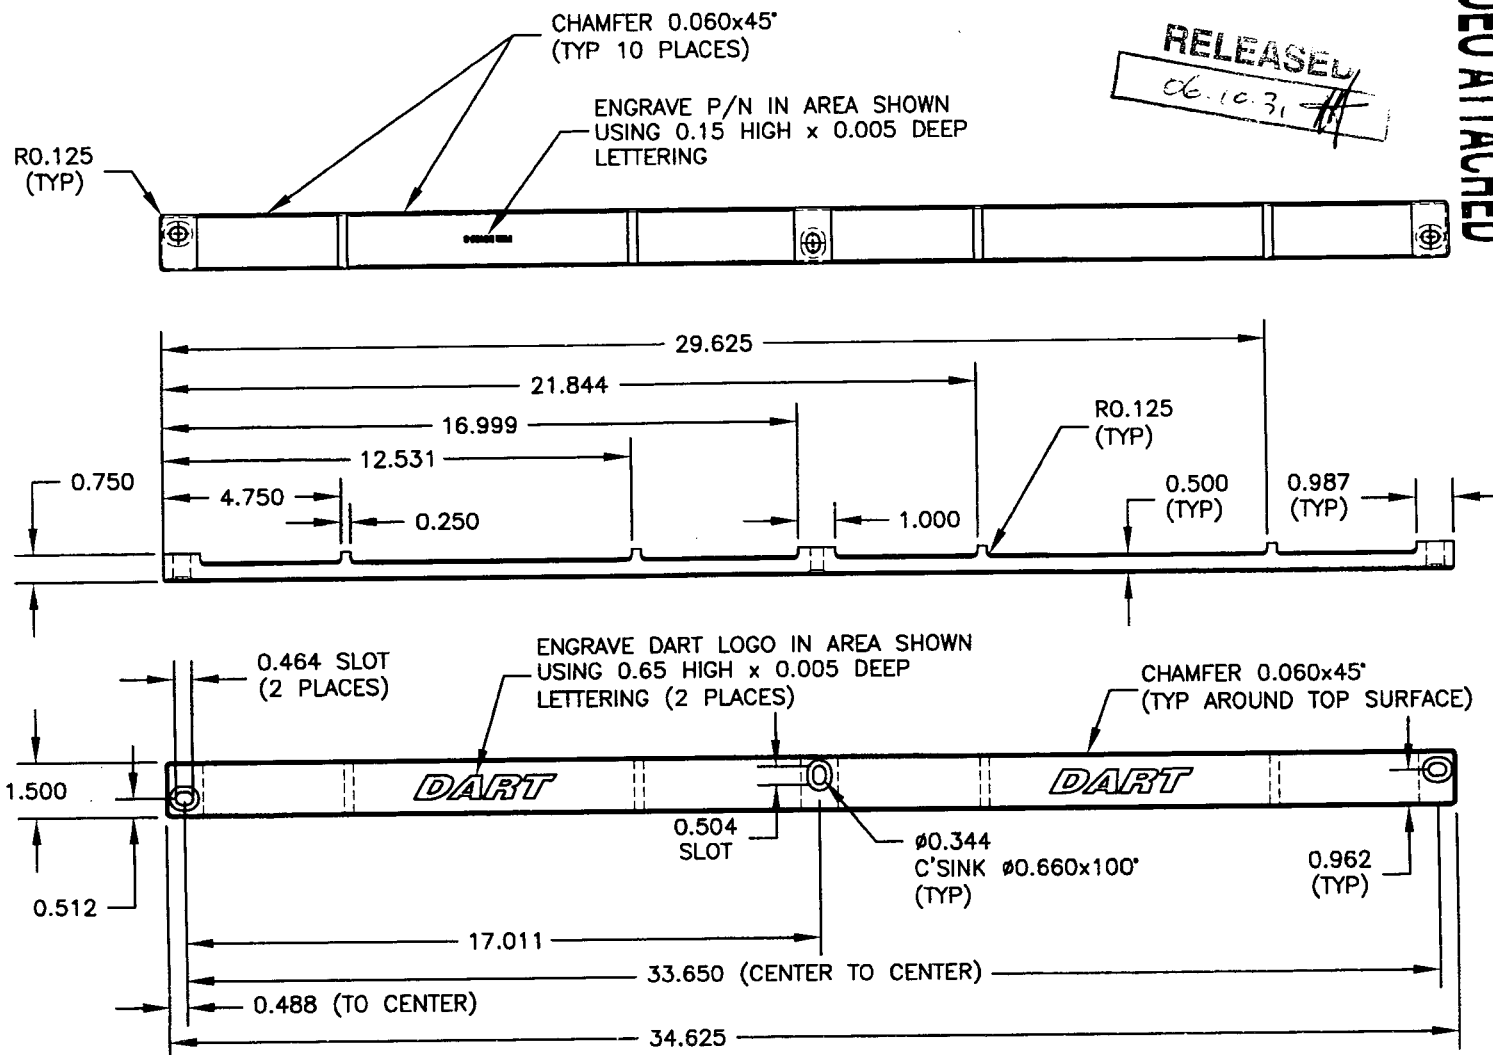 CHAMFER 0.060x45°
(TYP 10 PLACES)
RELEASED
06.10.31
DEO ATTACHED
ENGRAVE P/N IN AREA SHOWN
USING 0.15 HIGH x 0.005 DEEP
LETTERING
R0.125
(TYP)
29.625
21.844
16.999
12.531
R0.125
(TYP)
0.750
4.750
0.250
1.000
0.500
(TYP)
0.987
(TYP)
0.464 SLOT
(2 PLACES)
ENGRAVE DART LOGO IN AREA SHOWN
USING 0.65 HIGH x 0.005 DEEP
LETTERING (2 PLACES)
CHAMFER 0.060x45°
(TYP AROUND TOP SURFACE)
1.500
DART
DART
0.512
0.504
SLOT
ø0.344
C'SINK ø0.660x100°
(TYP)
0.962
(TYP)
17.011
33.650 (CENTER TO CENTER)
0.488 (TO CENTER)
34.625